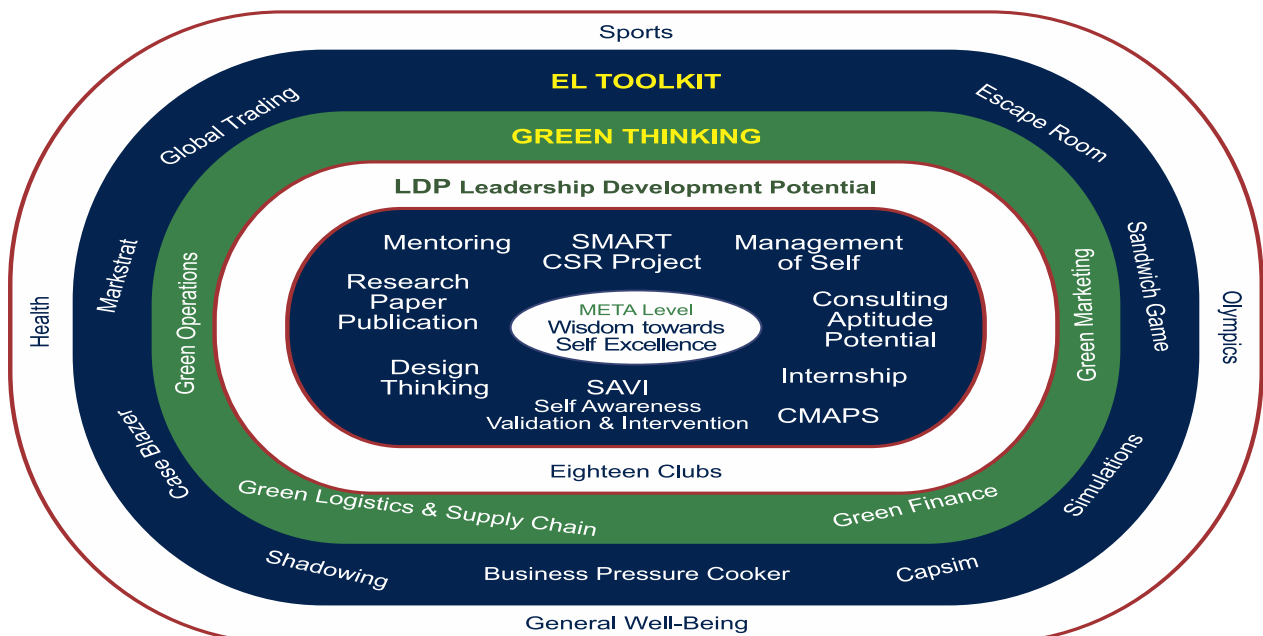 Sports
EL TOOLKIT
Global Trading
Escape Room
GREEN THINKING
LDP Leadership Development Potential
Health
Markstrat
Green Operations
Mentoring
SMART
CSR Project
Management
of Self
Research
Paper
Publication
META Level
Wisdom towards
Self Excellence
Consulting
Aptitude
Potential
Design
Thinking
SAVI
Self Awareness
Validation & Intervention
Internship
CMAPS
Green Marketing
Sandwich Game
Olympics
Eighteen Clubs
Case Blazer
Green Logistics & Supply Chain
Green Finance
Simulations
Shadowing
Business Pressure Cooker
Capsim
General Well-Being